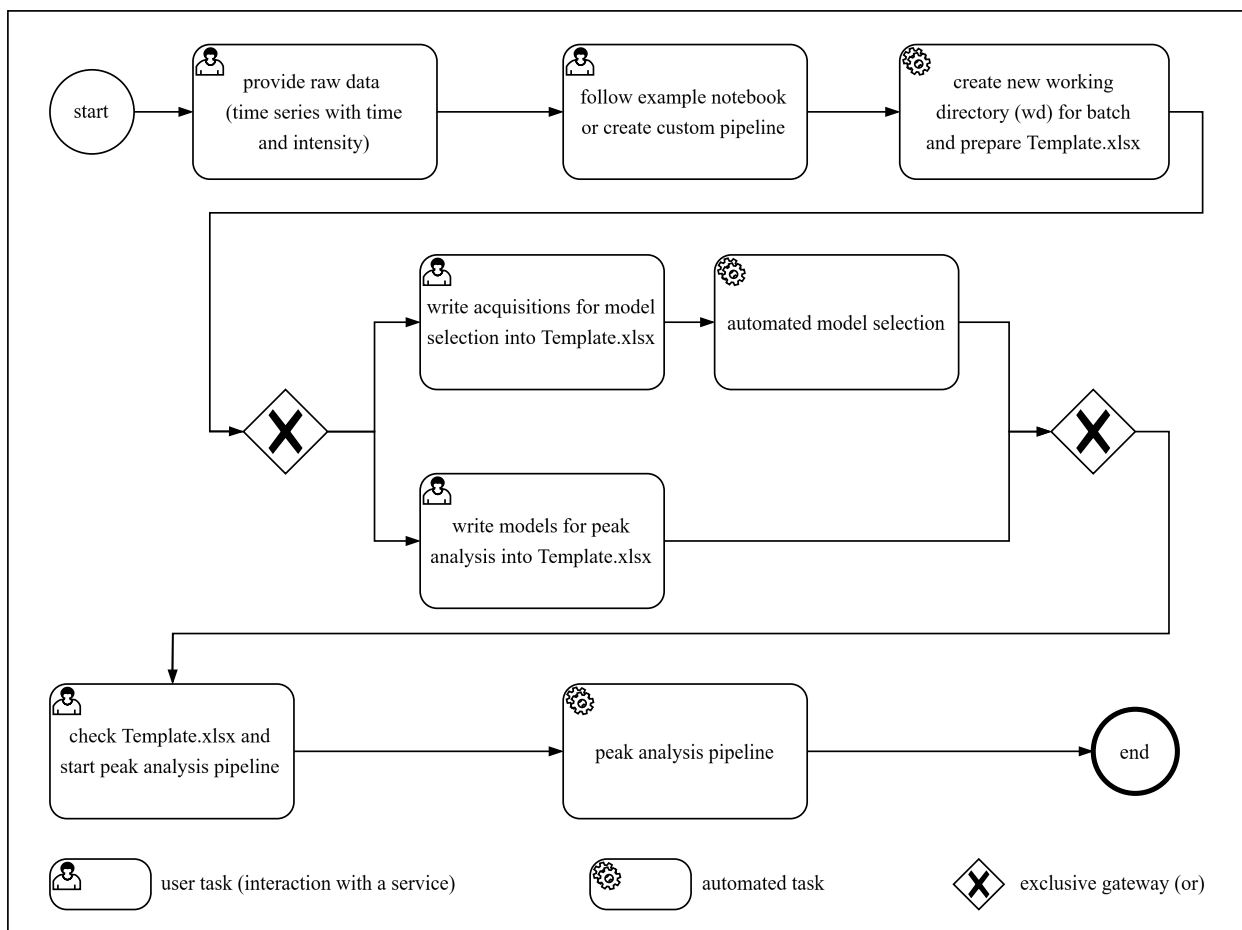 start
provide raw data
(time series with time
and intensity)
follow example notebook
or create custom pipeline
create new working
directory (wd) for batch
and prepare Template.xlsx
write acquisitions for model
selection into Template.xlsx
automated model selection
write models for peak
analysis into Template.xlsx
check Template.xlsx and
start peak analysis pipeline
peak analysis pipeline
end
user task (interaction with a service)
automated task
exclusive gateway (or)